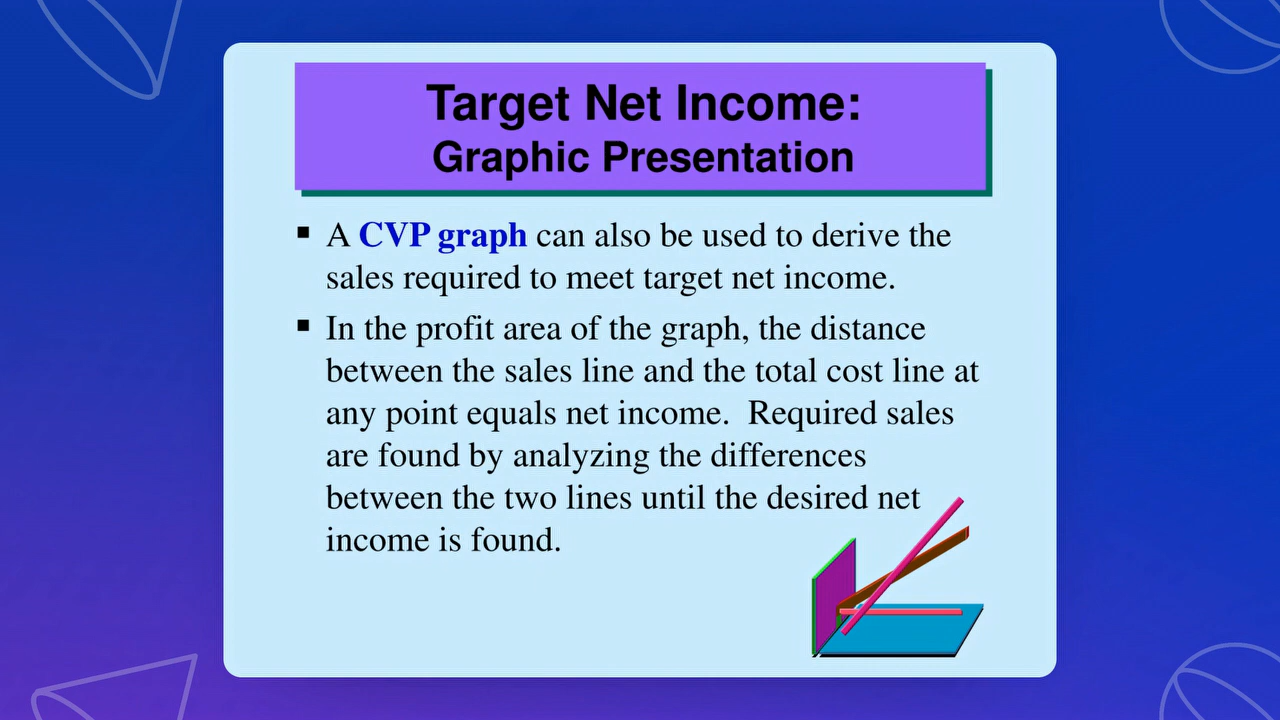 Target Net Income:
Graphic Presentation
▪ A CVP graph can also be used to derive the
sales required to meet target net income.
▪ In the profit area of the graph, the distance
between the sales line and the total cost line at
any point equals net income.  Required sales
are found by analyzing the differences
between the two lines until the desired net
income is found.